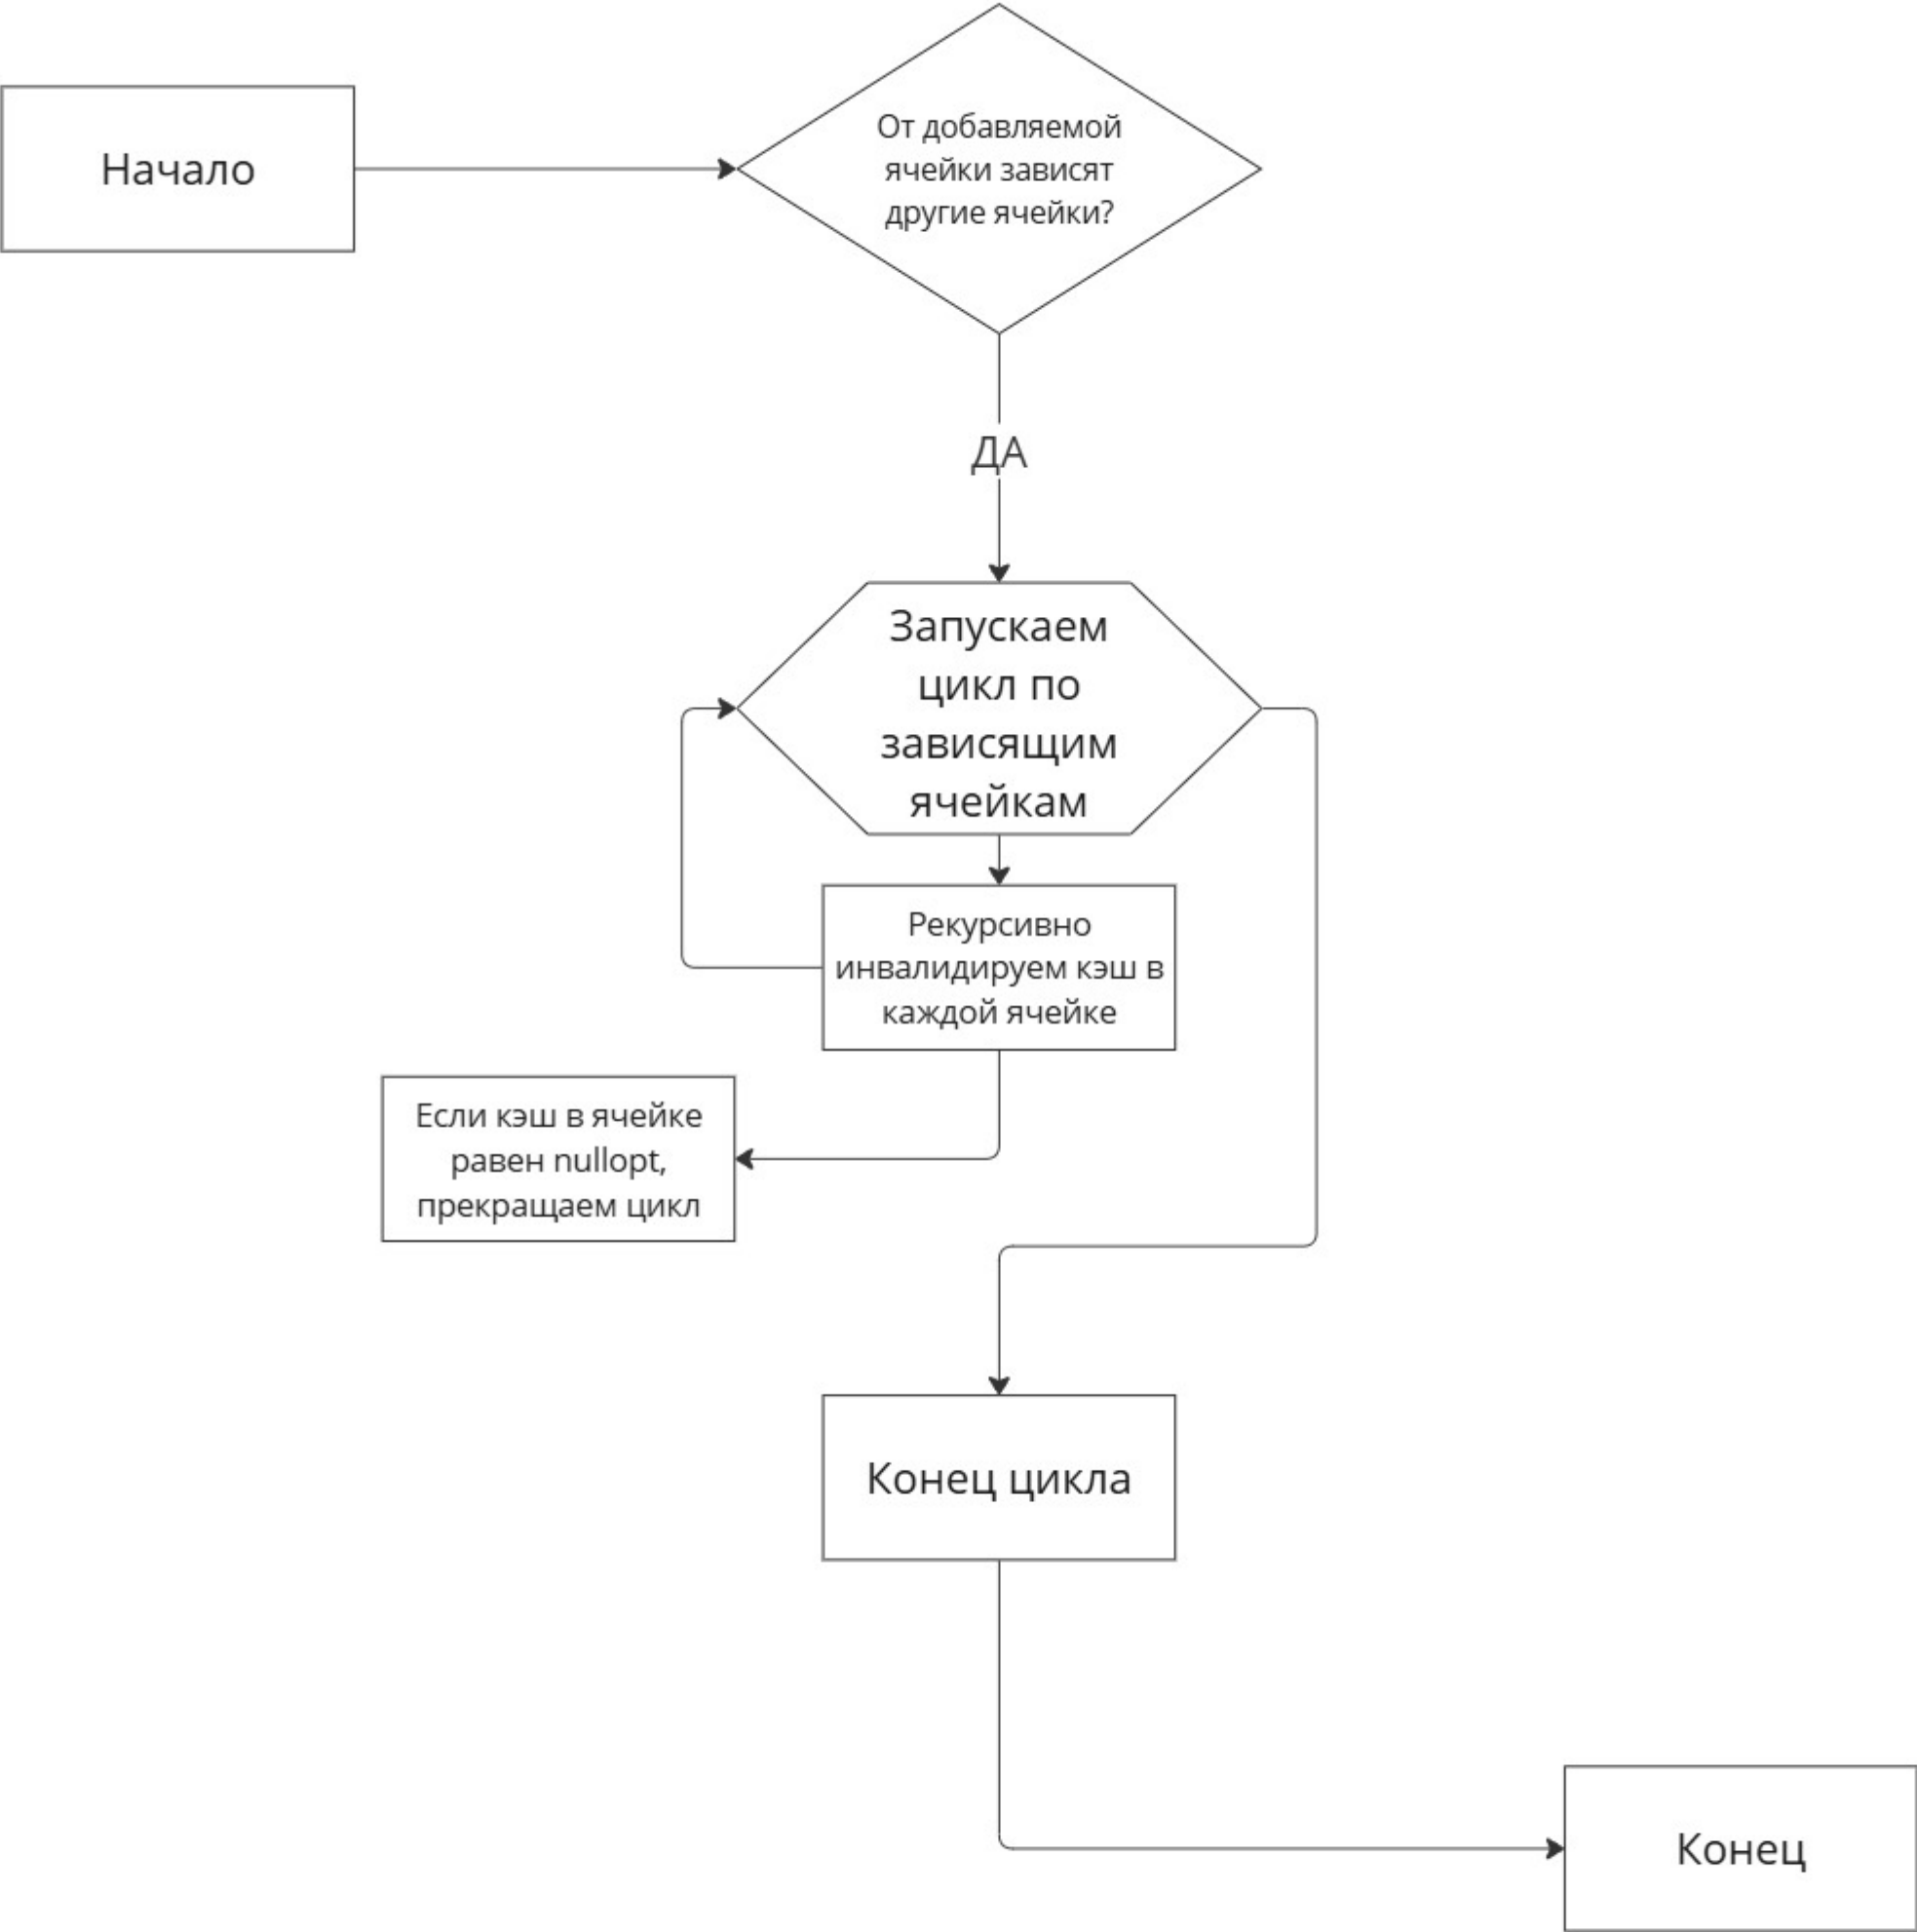 Начало
От добавляемой
ячейки зависят
другие ячейки?
ДА
Запускаем
цикл по
зависящим
ячейкам
Рекурсивно
инвалидируем кэш в
каждой ячейке
Если кэш в ячейке
равен nullopt,
прекращаем цикл
Конец цикла
Конец